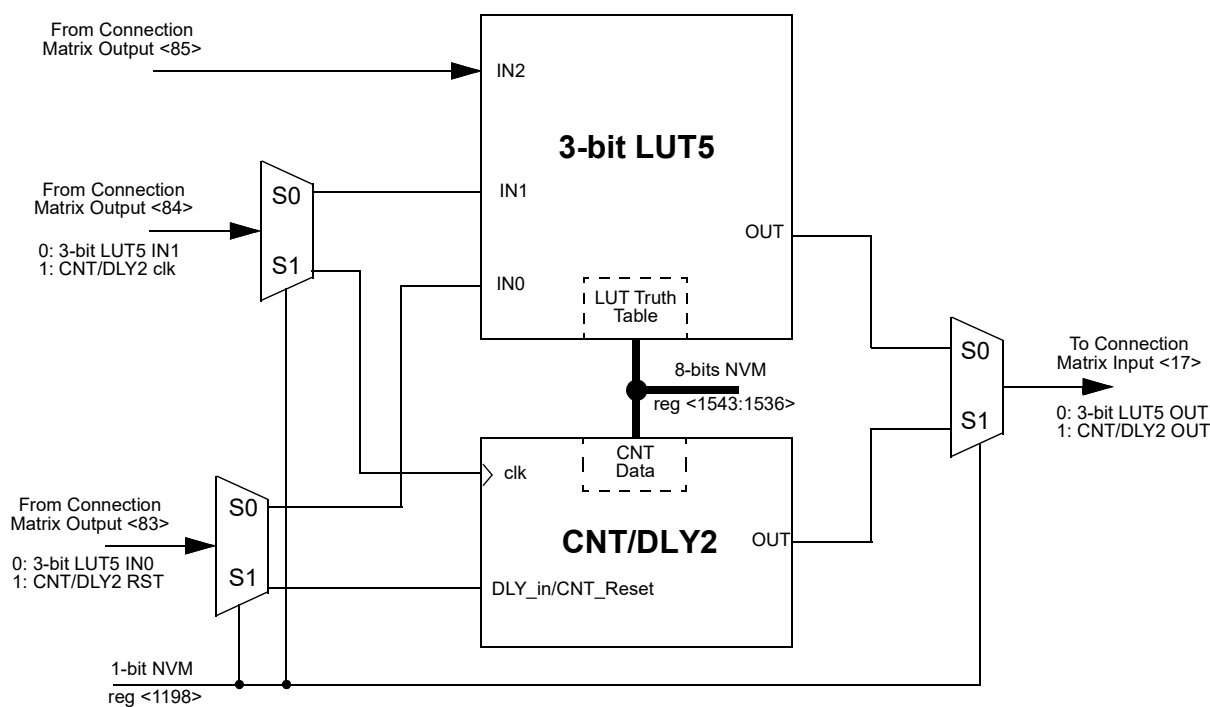 From Connection
Matrix Output <85>
IN2
3-bit LUT5
From Connection
Matrix Output <84>
0: 3-bit LUT5 IN1
1: CNT/DLY2 clk
S0
S1
IN1
IN0
OUT
LUT Truth
Table
8-bits NVM
reg <1543:1536>
S0
S1
To Connection
Matrix Input <17>
0: 3-bit LUT5 OUT
1: CNT/DLY2 OUT
CNT
Data
clk
CNT/DLY2
OUT
DLY_in/CNT_Reset
From Connection
Matrix Output <83>
0: 3-bit LUT5 IN0
1: CNT/DLY2 RST
S0
S1
1-bit NVM
reg <1198>